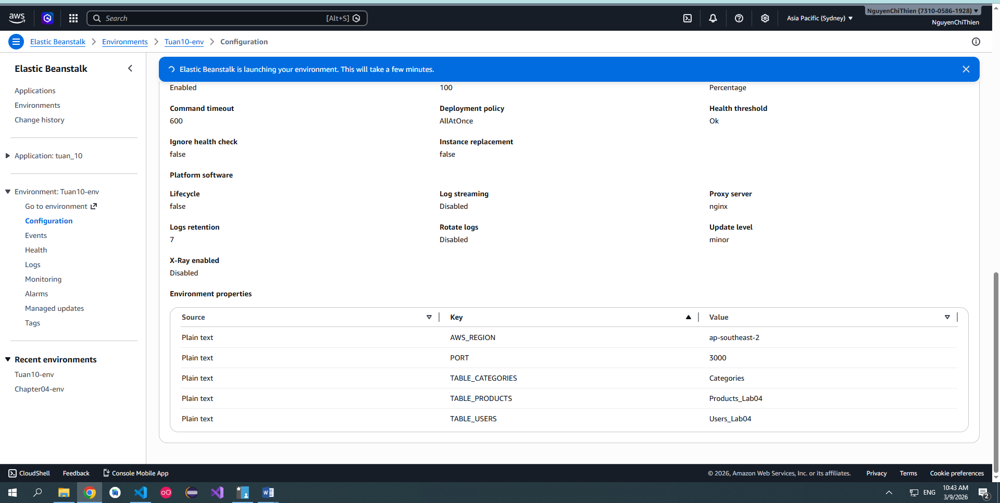 aws
Search [Alt+S]
Asia Pacific (Sydney)
NguyenChiThien (7310-0586-1928)
NguyenChiThien
Elastic Beanstalk
Environments
Tuan10-env
Configuration
Elastic Beanstalk
Applications
Environments
Change history
Application: tuan_10
Environment: Tuan10-env
Go to environment
Configuration
Events
Health
Logs
Monitoring
Alarms
Managed updates
Tags
Recent environments
Tuan10-env
Chapter04-env
Elastic Beanstalk is launching your environment. This will take a few minutes.
Enabled 100 Percentage
Command timeout Deployment policy Health threshold
600 AllAtOnce Ok
Ignore health check Instance replacement
false false
Platform software
Lifecycle Log streaming Proxy server
false Disabled nginx
Logs retention Rotate logs Update level
7 Disabled minor
X-Ray enabled
Disabled
Environment properties
Source Key Value
Plain text AWS_REGION ap-southeast-2
Plain text PORT 3000
Plain text TABLE_CATEGORIES Categories
Plain text TABLE_PRODUCTS Products_Lab04
Plain text TABLE_USERS Users_Lab04
CloudShell Feedback Console Mobile App © 2026, Amazon Web Services, Inc. or its affiliates. Privacy Terms Cookie preferences
ENG
10:43 AM
3/9/2026
2